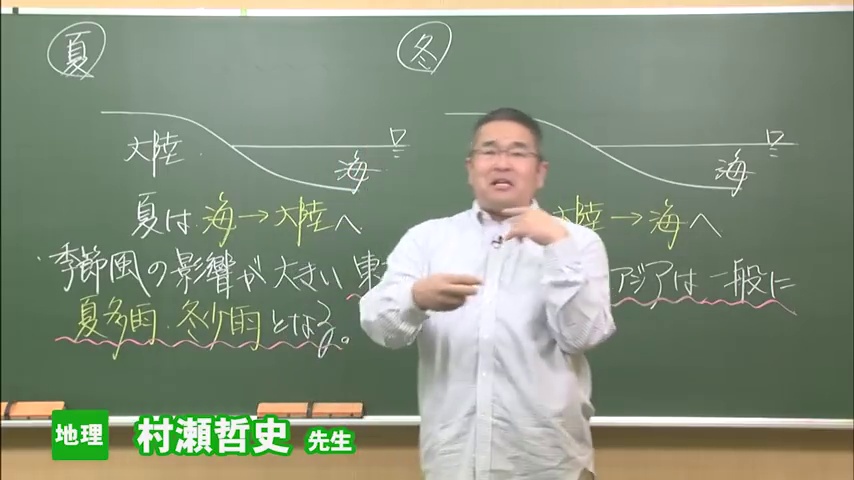 夏
冬
大陸
海
海
夏は 海→大陸へ
大陸→海へ
季節風の影響が大きい 東
アジアは一般に
夏多雨・冬少雨となる。
地理 村瀬哲史 先生